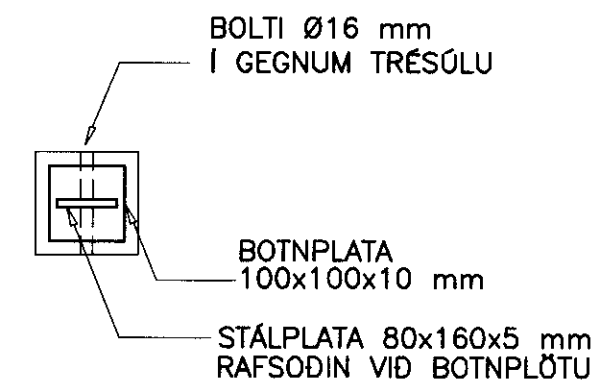 BOLTI Ø16 mm
Í GEGNUM TRÉSÚLU
BOTNPLATA
100x100x10 mm
STÁLPLATA 80x160x5 mm
RAFSOÐIN VIÐ BOTNPLÖTU